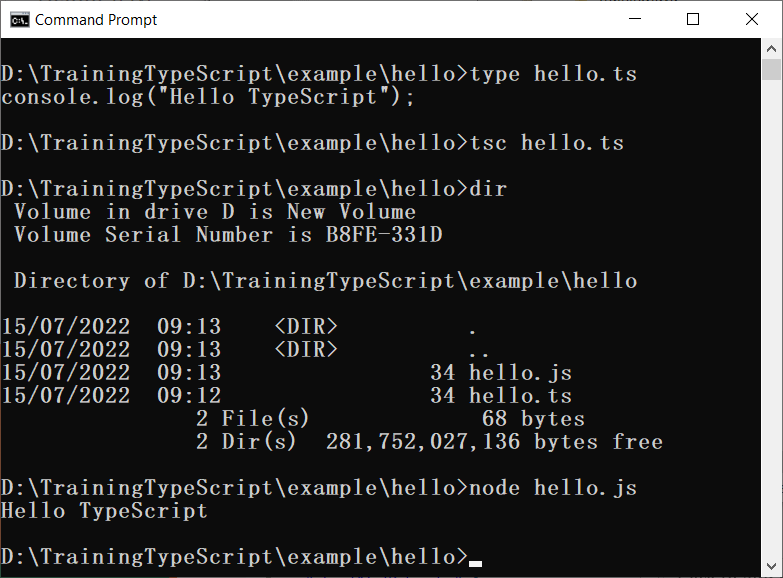 Command Prompt
D:\TrainingTypeScript\example\hello>type hello.ts
console.log("Hello TypeScript");
D:\TrainingTypeScript\example\hello>tsc hello.ts
D:\TrainingTypeScript\example\hello>dir
 Volume in drive D is New Volume
 Volume Serial Number is B8FE-331D
 Directory of D:\TrainingTypeScript\example\hello
15/07/2022  09:13    <DIR>          .
15/07/2022  09:13    <DIR>          ..
15/07/2022  09:13                34 hello.js
15/07/2022  09:12                34 hello.ts
               2 File(s)             68 bytes
               2 Dir(s)  281,752,027,136 bytes free
D:\TrainingTypeScript\example\hello>node hello.js
Hello TypeScript
D:\TrainingTypeScript\example\hello>